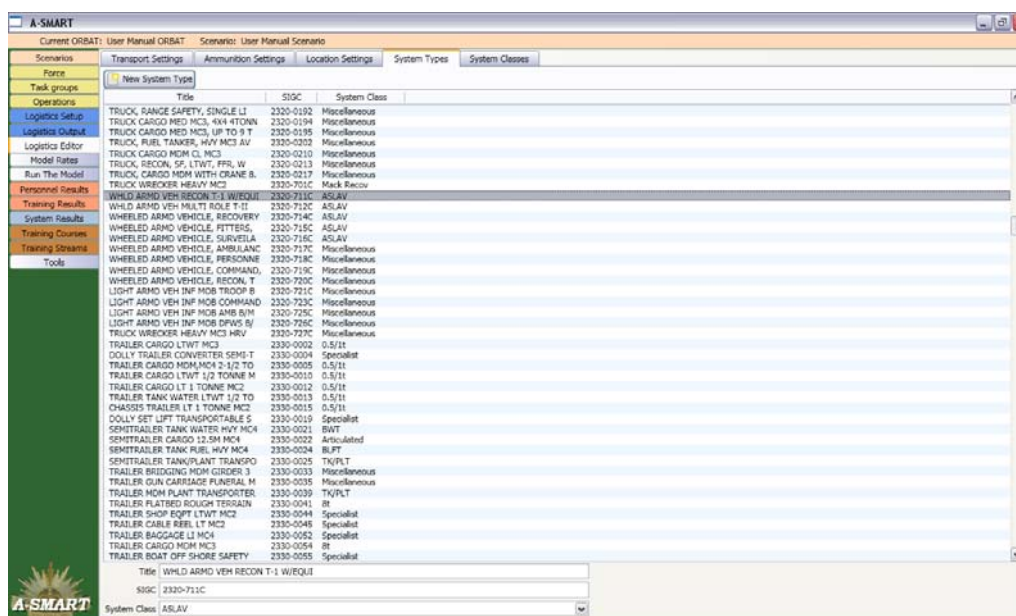 A-SMART
Current ORBAT: User Manual ORBAT Scenario: User Manual Scenario
Scenarios
Force
Task groups
Operations
Logistics Setup
Logistics Output
Logistics Editor
Model Rates
Run The Model
Personnel Results
Training Results
System Results
Training Courses
Training Streams
Tools
Transport Settings Ammunition Settings Location Settings System Types System Classes
New System Type
Title SIGC System Class
TRUCK, RANGE SAFETY, SINGLE LI 2320-0192 Miscellaneous
TRUCK CARGO MED MC3, 4X4 4TONN 2320-0194 Miscellaneous
TRUCK CARGO MED MC3, UP TO 9 T 2320-0195 Miscellaneous
TRUCK, FUEL TANKER, HVY MC3 AV 2320-0202 Miscellaneous
TRUCK CARGO MDM CL MC3 2320-0210 Miscellaneous
TRUCK, RECON, SF, LTWT, FFR, W 2320-0213 Miscellaneous
TRUCK, CARGO MDM WITH CRANE B. 2320-0217 Miscellaneous
TRUCK WRECKER HEAVY MC2 2320-701C Mack Recov
WHLD ARMD VEH RECON T-1 W/EQUI 2320-711C ASLAV
WHLD ARMD VEH MULTI ROLE T-II 2320-712C ASLAV
WHEELED ARMD VEHICLE, RECOVERY 2320-714C ASLAV
WHEELED ARMD VEHICLE, FITTERS, 2320-715C ASLAV
WHEELED ARMD VEHICLE, SURVEILA 2320-716C ASLAV
WHEELED ARMD VEHICLE, AMBULANC 2320-717C Miscellaneous
WHEELED ARMD VEHICLE, PERSONNE 2320-718C Miscellaneous
WHEELED ARMD VEHICLE, COMMAND, 2320-719C Miscellaneous
WHEELED ARMD VEHICLE, RECON, T 2320-720C Miscellaneous
LIGHT ARMD VEH INF MOB TROOP B 2320-721C Miscellaneous
LIGHT ARMD VEH INF MOB COMMAND 2320-723C Miscellaneous
LIGHT ARMD VEH INF MOB AMB B/M 2320-725C Miscellaneous
LIGHT ARMD VEH INF MOB DFWS B/ 2320-726C Miscellaneous
TRUCK WRECKER HEAVY MC3 HRV 2320-727C Miscellaneous
TRAILER CARGO LTWT MC3 2330-0002 0.5/1t
DOLLY TRAILER CONVERTER SEMI-T 2330-0004 Specialist
TRAILER CARGO MDM,MC4 2-1/2 TO 2330-0005 0.5/1t
TRAILER CARGO LTWT 1/2 TONNE M 2330-0010 0.5/1t
TRAILER CARGO LT 1 TONNE MC2 2330-0012 0.5/1t
TRAILER TANK WATER LTWT 1/2 TO 2330-0013 0.5/1t
CHASSIS TRAILER LT 1 TONNE MC2 2330-0015 0.5/1t
DOLLY SET LIFT TRANSPORTABLE S 2330-0019 Specialist
SEMITRAILER TANK WATER HVY MC4 2330-0021 BWT
SEMITRAILER CARGO 12.5M MC4 2330-0022 Articulated
SEMITRAILER TANK FUEL HVY MC4 2330-0024 BLFT
SEMITRAILER TANK/PLANT TRANSPO 2330-0025 TK/PLT
TRAILER BRIDGING MDM GIRDER 3 2330-0033 Miscellaneous
TRAILER GUN CARRIAGE FUNERAL M 2330-0035 Miscellaneous
TRAILER MDM PLANT TRANSPORTER 2330-0039 TK/PLT
TRAILER FLATBED ROUGH TERRAIN 2330-0041 8t
TRAILER SHOP EQPT LTWT MC2 2330-0044 Specialist
TRAILER CABLE REEL LT MC2 2330-0045 Specialist
TRAILER BAGGAGE LI MC4 2330-0052 Specialist
TRAILER CARGO MDM MC3 2330-0054 8t
TRAILER BOAT OFF SHORE SAFETY 2330-0055 Specialist
Title WHLD ARMD VEH RECON T-1 W/EQUI
SIGC 2320-711C
System Class ASLAV
A-SMART